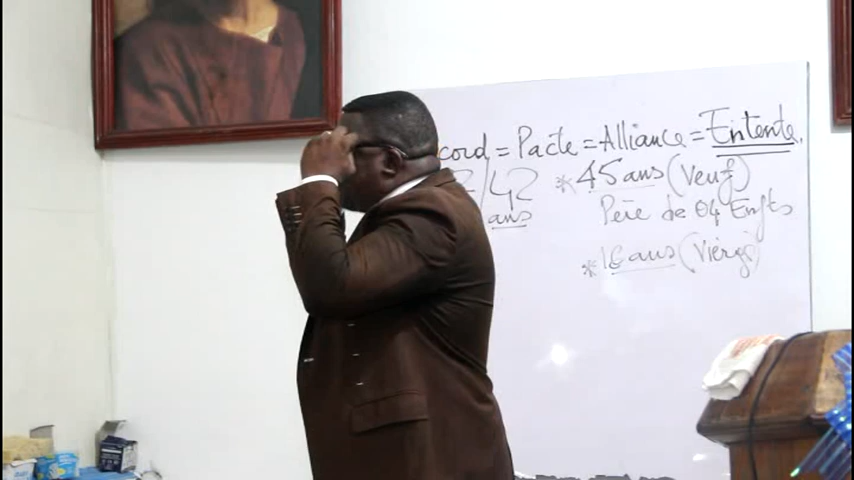 cord = Pacte = Alliance = Entente
/42 * 45 ans (Veuf)
ans Père de 04 Enfts
* 16 ans (Vierge)